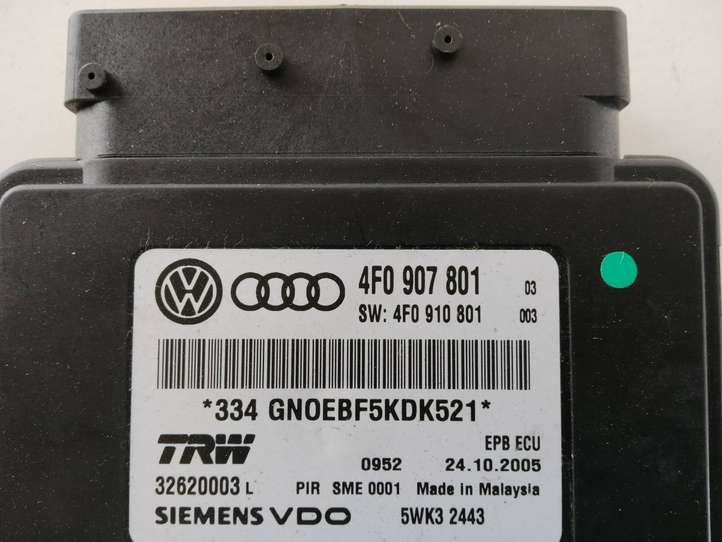 4F0 907 801 03
SW: 4F0 910 801 003
*334 GNOEBF5KDK521*
TRW EPB ECU
0952 24.10.2005
32620003 L PIR SME 0001 Made in Malaysia
SIEMENS VDO 5WK3 2443